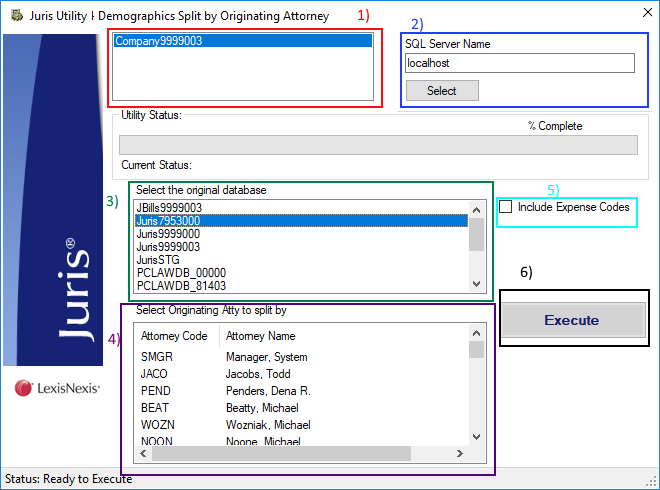 Juris Utility | Demographics Split by Originating Attorney
1)
2)
Company9999003
SQL Server Name
localhost
Select
Utility Status:
% Complete
Current Status:
3)
Select the original database
5)
JBills9999003
Juris7953000
Juris9999000
Juris9999003
JurisSTG
PCLAWDB_00000
PCLAWDB_81403
Include Expense Codes
6)
Execute
4)
Select Originating Atty to split by
Attorney Code Attorney Name
SMGR Manager, System
JACO Jacobs, Todd
PEND Penders, Dena R.
BEAT Beatty, Michael
WOZN Wozniak, Michael
NOON Noone, Michael
Juris®
LexisNexis®
Status: Ready to Execute